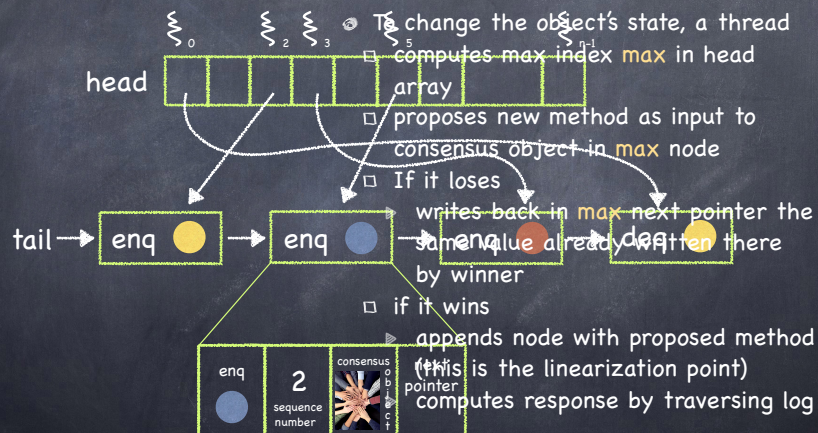 0 2 3 5 n-1
head
To change the object's state, a thread
computes max index max in head
array
proposes new method as input to
consensus object in max node
If it loses
writes back in max next pointer the
same value already written there
by winner
if it wins
appends node with proposed method
(this is the linearization point)
computes response by traversing log
tail enq enq enq deq
enq
2
sequence
number
consensus
object
next
pointer